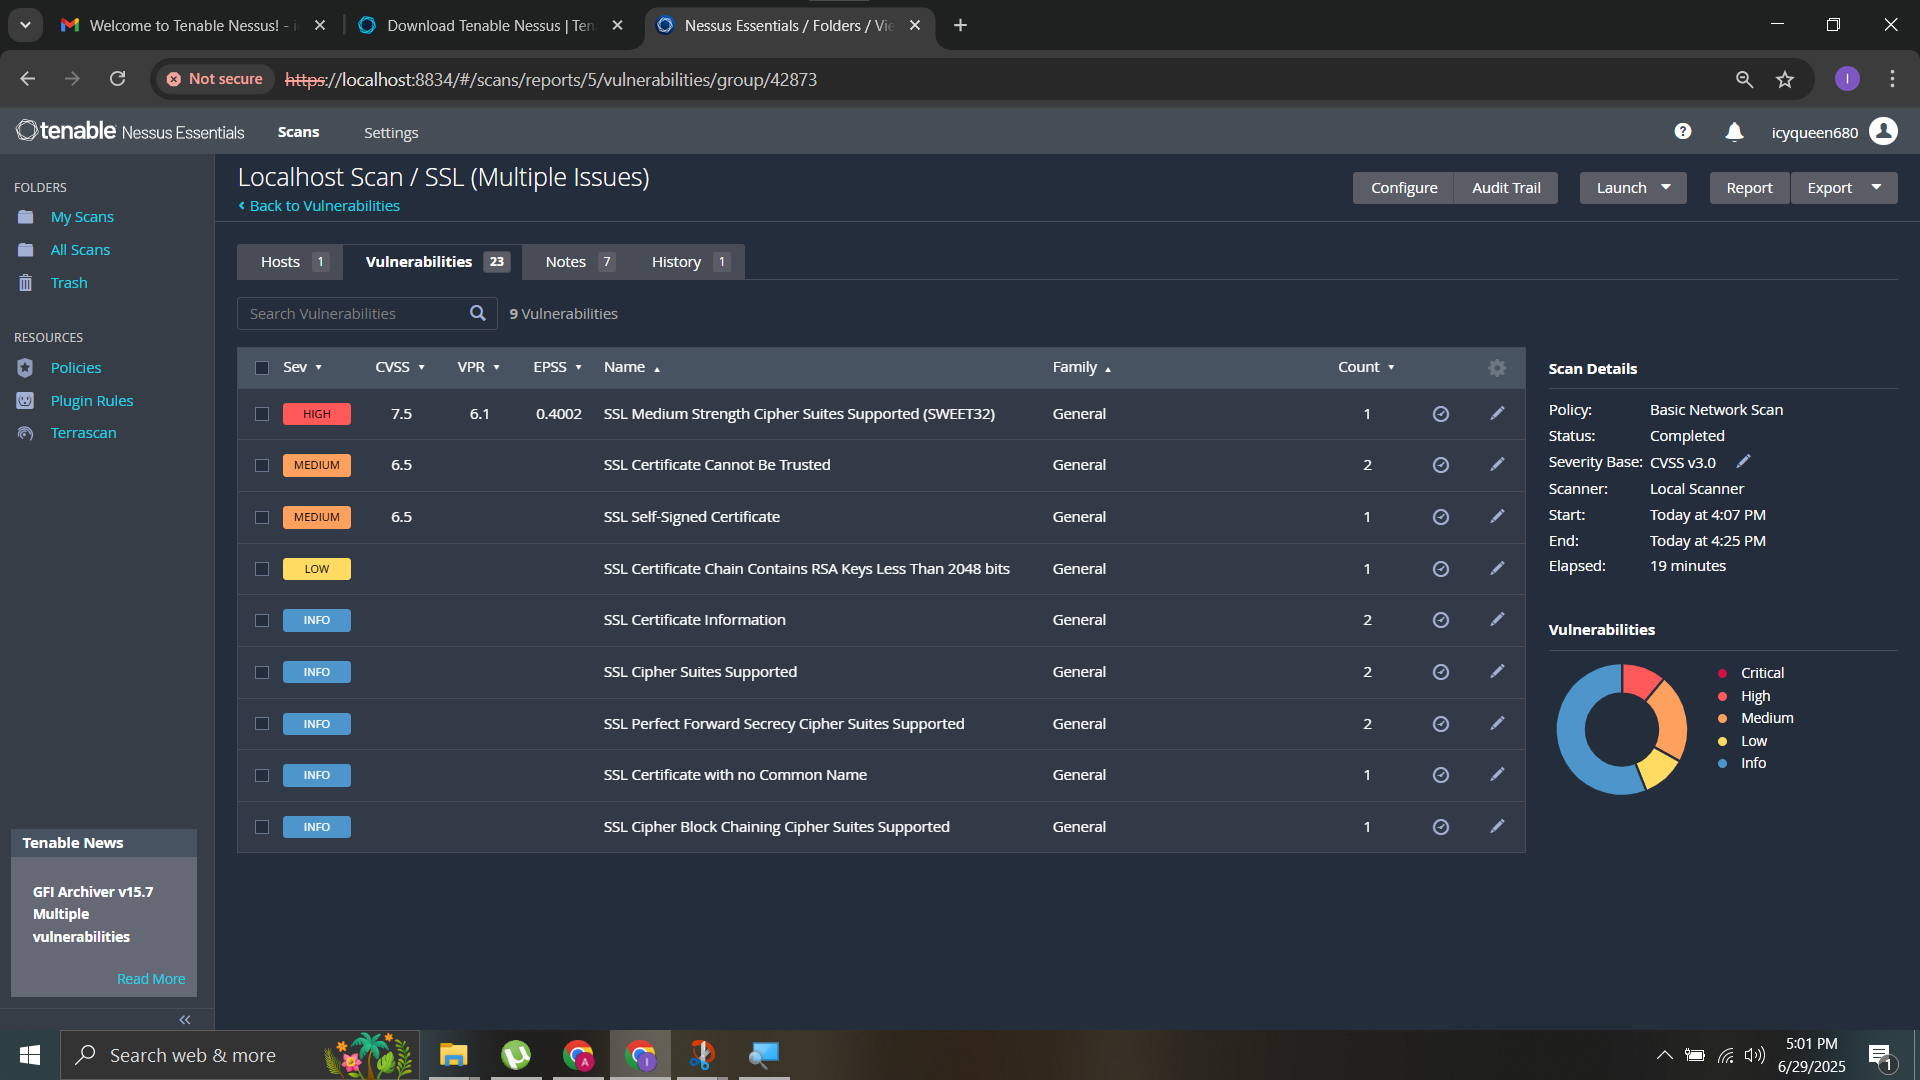 Welcome to Tenable Nessus! - i
Download Tenable Nessus | Ten
Nessus Essentials / Folders / Vie
Not secure
https://localhost:8834/#/scans/reports/5/vulnerabilities/group/42873
I
tenable Nessus Essentials
Scans
Settings
icyqueen680
FOLDERS
My Scans
All Scans
Trash
RESOURCES
Policies
Plugin Rules
Terrascan
Tenable News
GFI Archiver v15.7
Multiple
vulnerabilities
Read More
Localhost Scan / SSL (Multiple Issues)
Back to Vulnerabilities
Configure
Audit Trail
Launch
Report
Export
Hosts 1
Vulnerabilities 23
Notes 7
History 1
Search Vulnerabilities
9 Vulnerabilities
Sev CVSS VPR EPSS Name Family Count
HIGH 7.5 6.1 0.4002 SSL Medium Strength Cipher Suites Supported (SWEET32) General 1
MEDIUM 6.5 SSL Certificate Cannot Be Trusted General 2
MEDIUM 6.5 SSL Self-Signed Certificate General 1
LOW SSL Certificate Chain Contains RSA Keys Less Than 2048 bits General 1
INFO SSL Certificate Information General 2
INFO SSL Cipher Suites Supported General 2
INFO SSL Perfect Forward Secrecy Cipher Suites Supported General 2
INFO SSL Certificate with no Common Name General 1
INFO SSL Cipher Block Chaining Cipher Suites Supported General 1
Scan Details
Policy: Basic Network Scan
Status: Completed
Severity Base: CVSS v3.0
Scanner: Local Scanner
Start: Today at 4:07 PM
End: Today at 4:25 PM
Elapsed: 19 minutes
Vulnerabilities
Critical
High
Medium
Low
Info
Search web & more
A
I
5:01 PM
6/29/2025
1